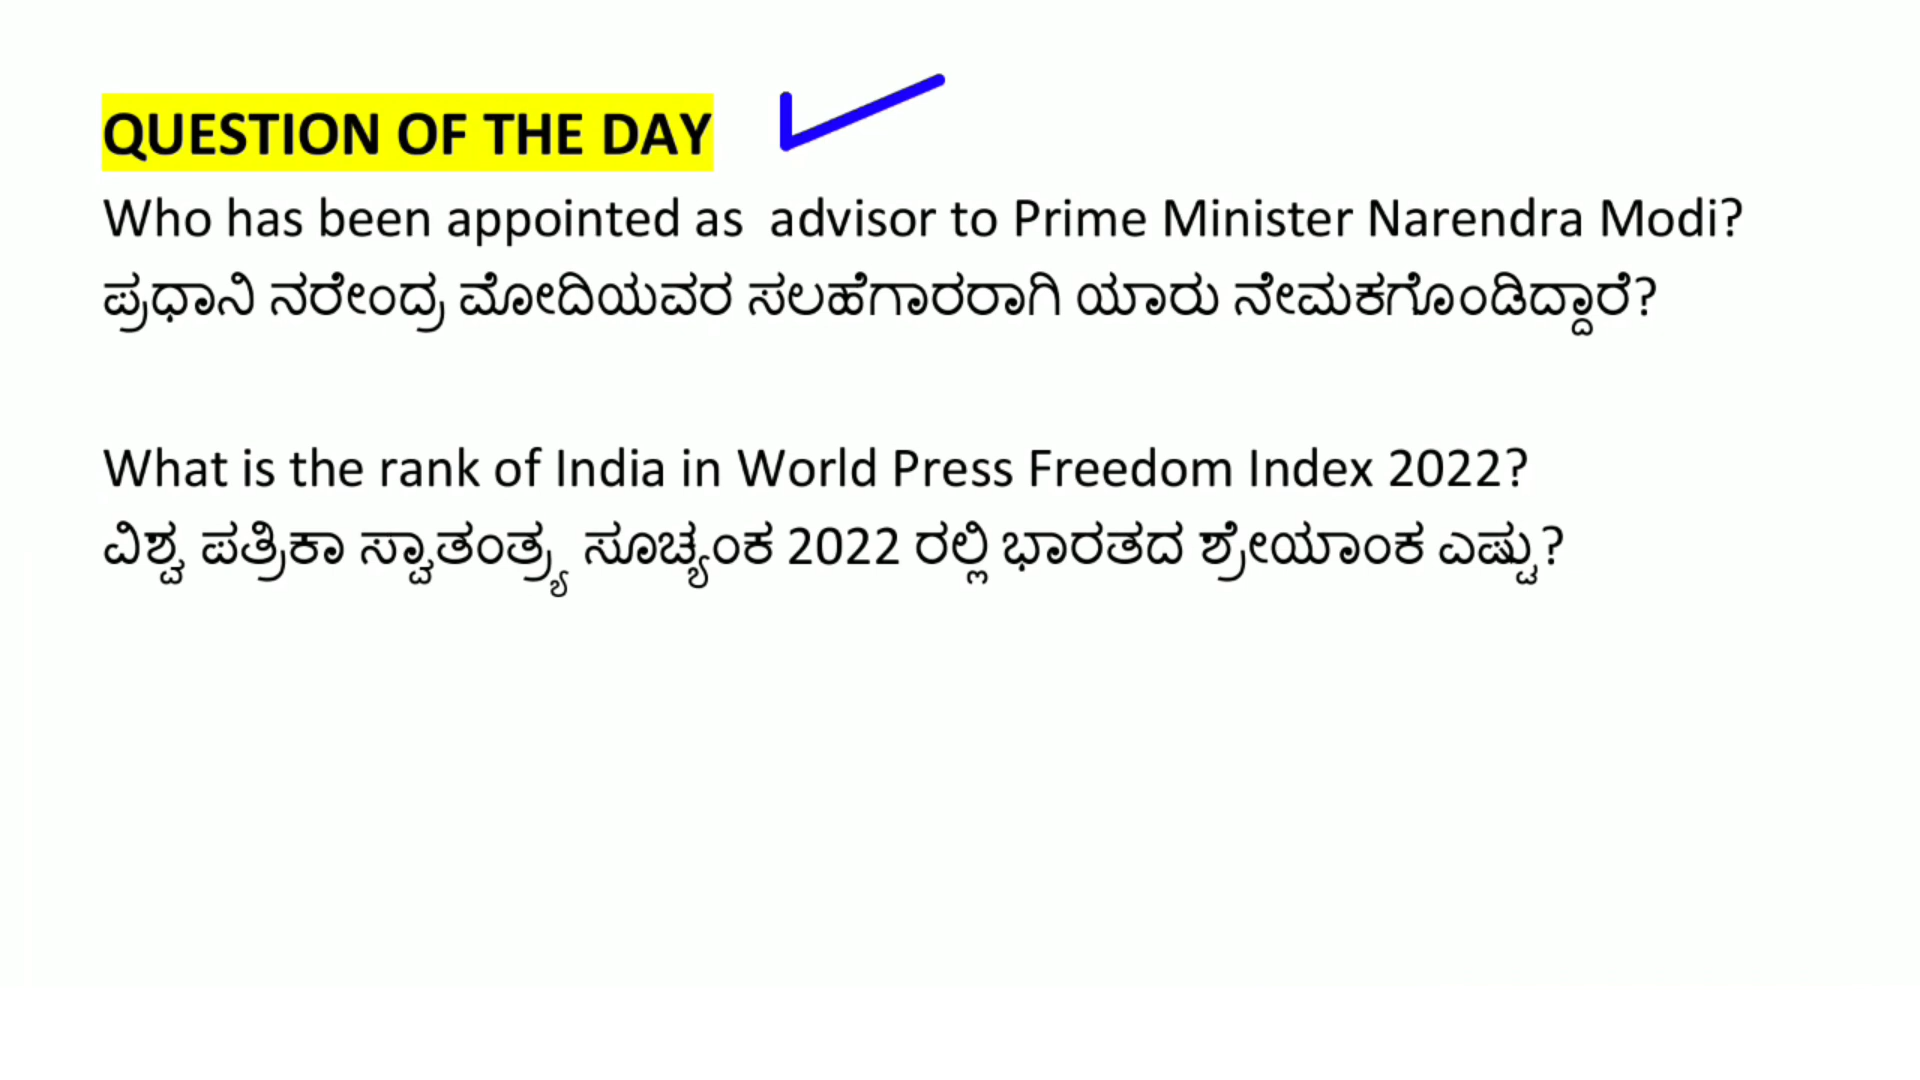 QUESTION OF THE DAY
Who has been appointed as  advisor to Prime Minister Narendra Modi?
ಪ್ರಧಾನಿ ನರೇಂದ್ರ ಮೋದಿಯವರ ಸಲಹೆಗಾರರಾಗಿ ಯಾರು ನೇಮಕಗೊಂಡಿದ್ದಾರೆ?
What is the rank of India in World Press Freedom Index 2022?
ವಿಶ್ವ ಪತ್ರಿಕಾ ಸ್ವಾತಂತ್ರ್ಯ ಸೂಚ್ಯಂಕ 2022 ರಲ್ಲಿ ಭಾರತದ ಶ್ರೇಯಾಂಕ ಎಷ್ಟು?